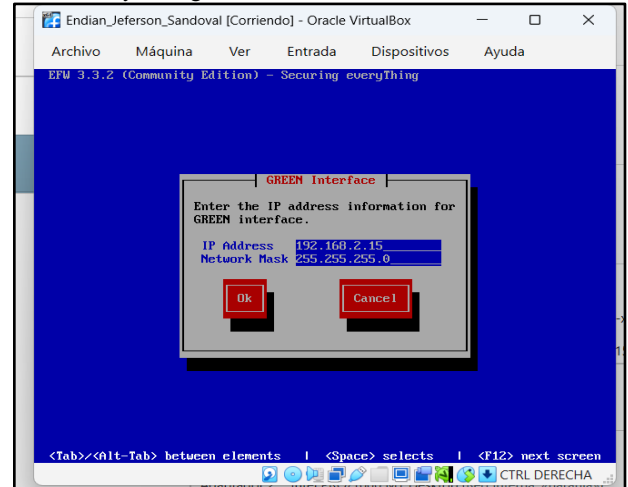 Endian_Jeferson_Sandoval [Corriendo] - Oracle VirtualBox
Archivo Máquina Ver Entrada Dispositivos Ayuda
EFW 3.3.2 (Community Edition) - Securing everyThing
GREEN Interface
Enter the IP address information for
GREEN interface.
IP Address 192.168.2.15
Network Mask 255.255.255.0
Ok Cancel
<Tab>/<Alt-Tab> between elements | <Space> selects | <F12> next screen
CTRL DERECHA